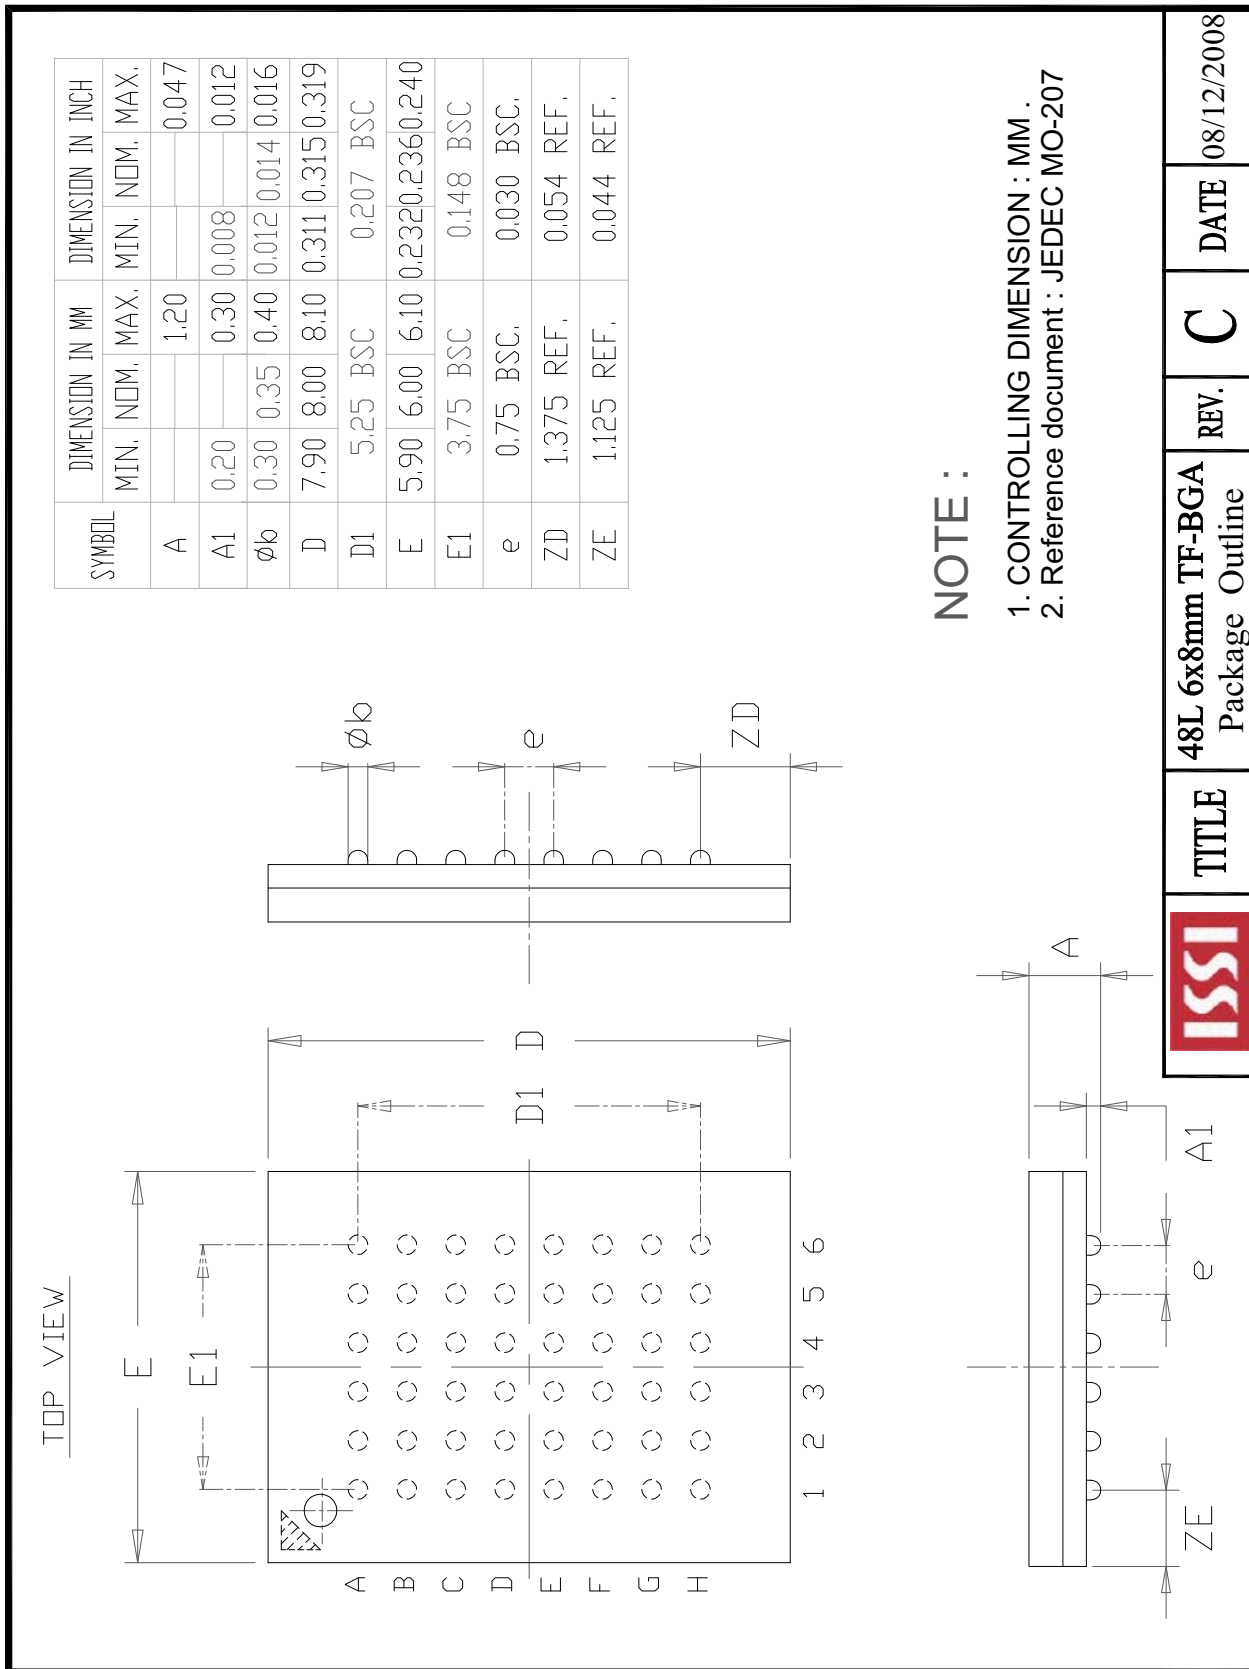 TOP VIEW
E
E1
D
D1
A
B
C
D
E
F
G
H
1 2 3 4 5 6
Øb
e
ZD
ZE
e
A1
A
SYMBOL DIMENSION IN MM DIMENSION IN INCH
MIN. NOM. MAX. MIN. NOM. MAX.
A 1.20 0.047
A1 0.20 0.30 0.008 0.012
Øb 0.30 0.35 0.40 0.012 0.014 0.016
D 7.90 8.00 8.10 0.311 0.315 0.319
D1 5.25 BSC 0.207 BSC
E 5.90 6.00 6.10 0.232 0.236 0.240
E1 3.75 BSC 0.148 BSC
e 0.75 BSC. 0.030 BSC.
ZD 1.375 REF. 0.054 REF.
ZE 1.125 REF. 0.044 REF.
NOTE :
1. CONTROLLING DIMENSION : MM .
2. Reference document : JEDEC MO-207
ISSI TITLE 48L 6x8mm TF-BGA REV. C DATE 08/12/2008
Package Outline